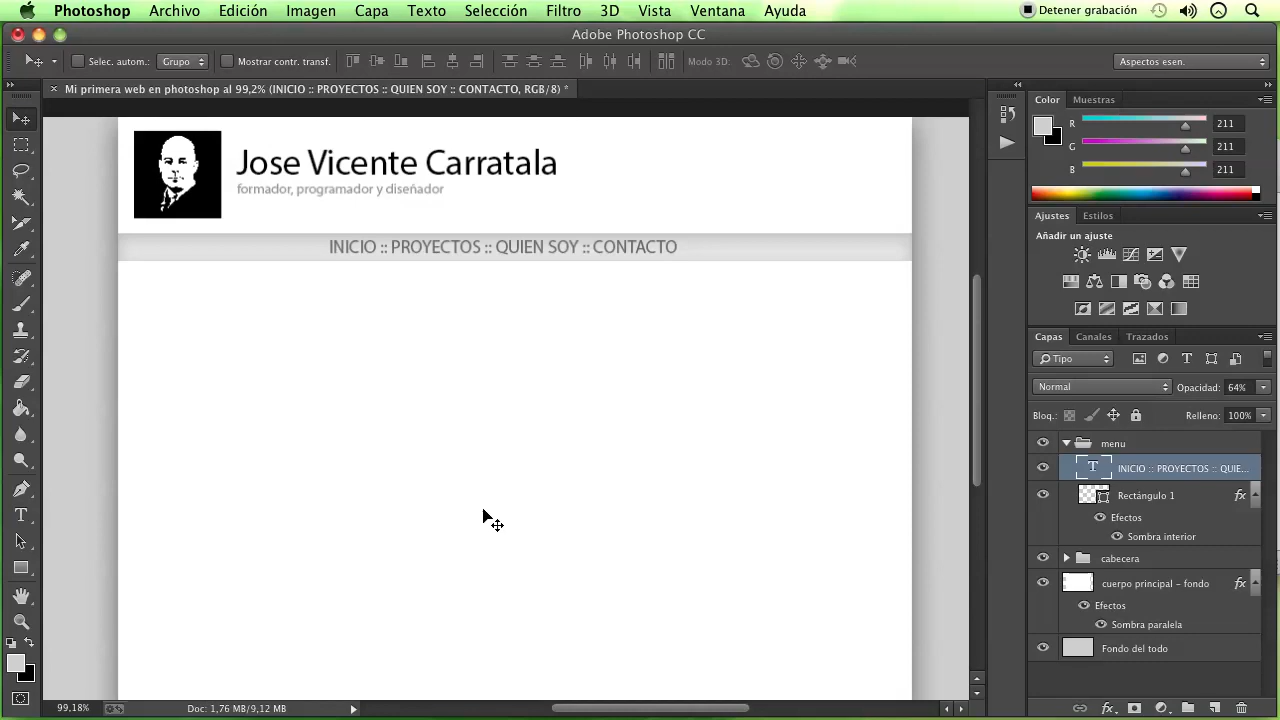 Photoshop Archivo Edición Imagen Capa Texto Selección Filtro 3D Vista Ventana Ayuda Detener grabación
Adobe Photoshop CC
Selec. autom.: Grupo Mostrar contr. transf. Modo 3D: Aspectos esen.
Mi primera web en photoshop al 99,2% (INICIO :: PROYECTOS :: QUIEN SOY :: CONTACTO, RGB/8) *
Color Muestras
R 211
G 211
B 211
Jose Vicente Carratala
formador, programador y diseñador
INICIO :: PROYECTOS :: QUIEN SOY :: CONTACTO
Ajustes Estilos
Añadir un ajuste
Capas Canales Trazados
Tipo
Normal Opacidad: 64%
Bloq.: Relleno: 100%
menu
T INICIO :: PROYECTOS :: QUIE...
Rectángulo 1 fx
Efectos
Sombra interior
cabecera
cuerpo principal - fondo fx
Efectos
Sombra paralela
Fondo del todo
99,18% Doc: 1,76 MB/9,12 MB